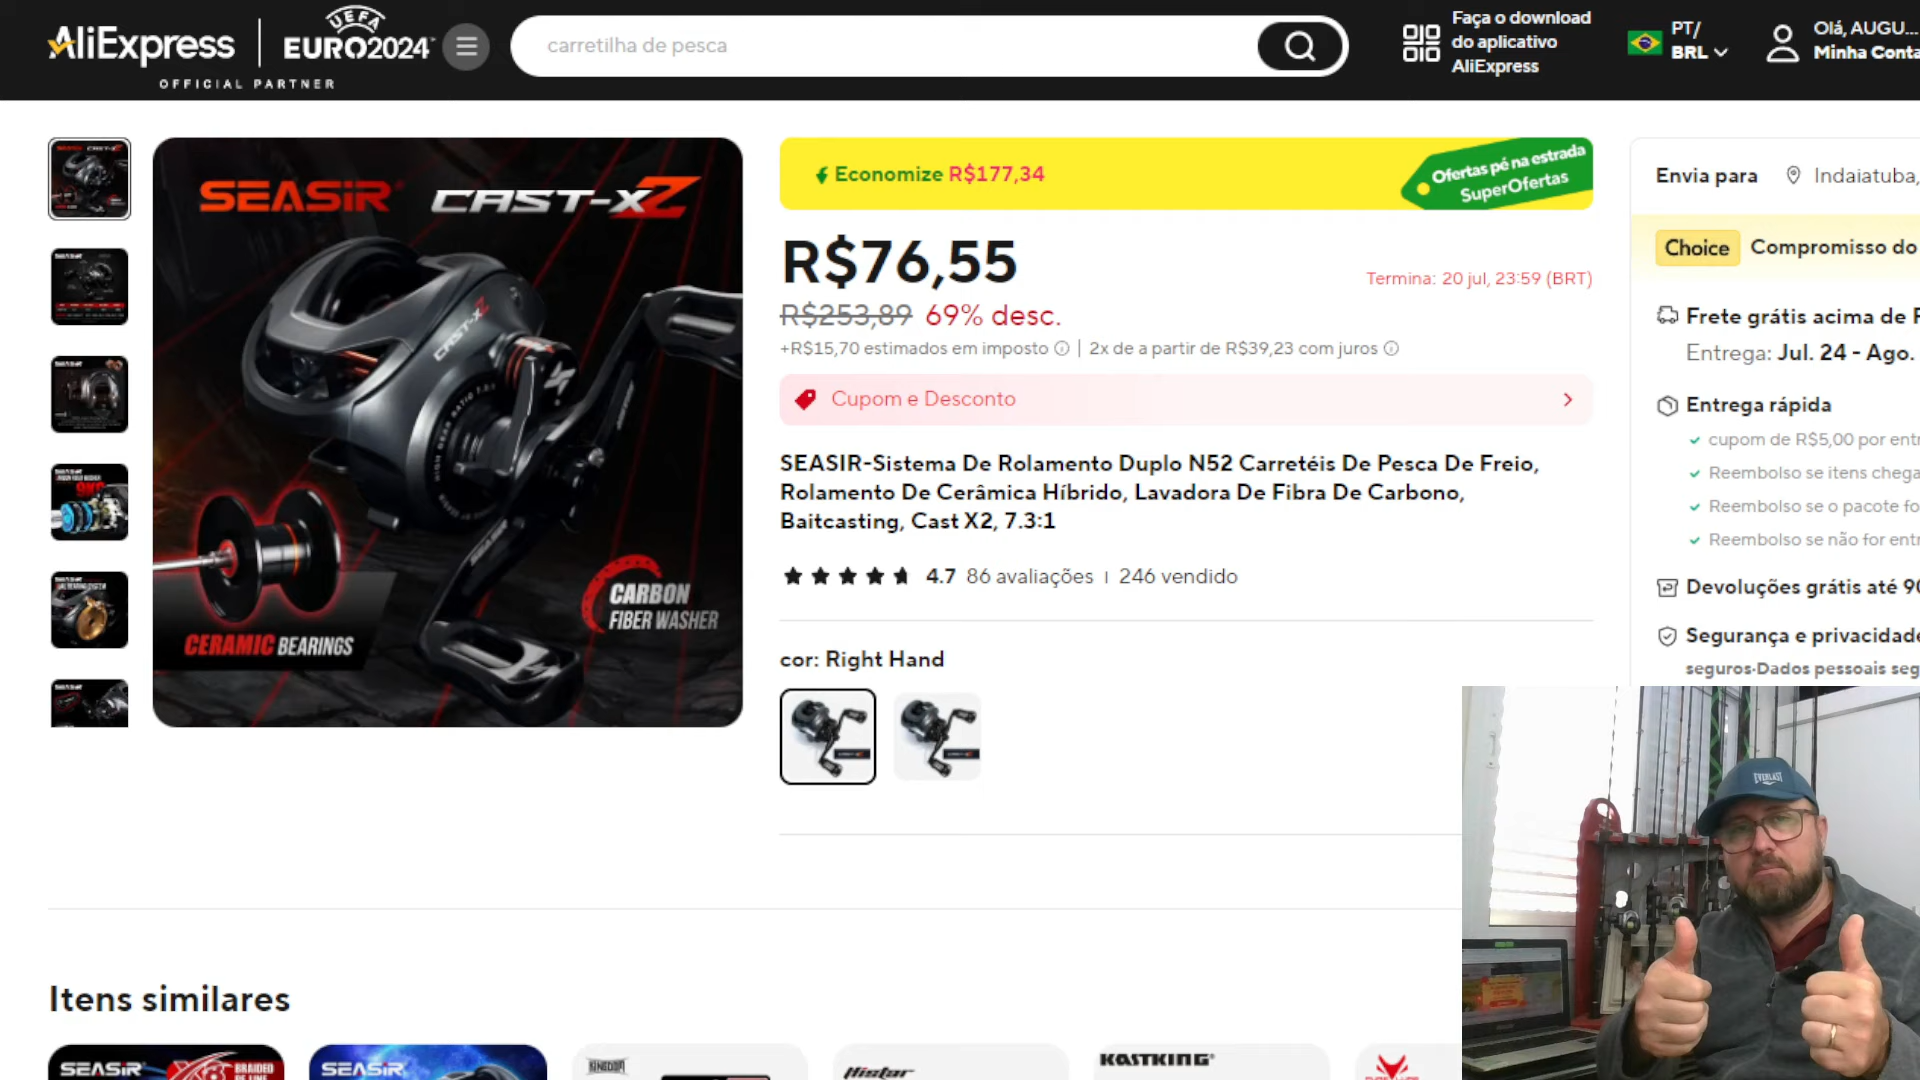 AliExpress
UEFA
EURO2024
OFFICIAL PARTNER
carretilha de pesca
Faça o download
do aplicativo
AliExpress
PT/
BRL
Olá, AUGU...
Minha Conta
SEASIR
CAST-XZ
CAST-XZ
CERAMIC BEARINGS
CARBON
FIBER WASHER
Economize R$177,34
Ofertas pé na estrada
SuperOfertas
R$76,55
Termina: 20 jul, 23:59 (BRT)
R$253,89 69% desc.
+R$15,70 estimados em imposto | 2x de a partir de R$39,23 com juros
Cupom e Desconto
SEASIR-Sistema De Rolamento Duplo N52 Carretéis De Pesca De Freio,
Rolamento De Cerâmica Híbrido, Lavadora De Fibra De Carbono,
Baitcasting, Cast X2, 7.3:1
4.7 86 avaliações | 246 vendido
cor: Right Hand
Envia para Indaiatuba,
Choice Compromisso do
Frete grátis acima de
Entrega: Jul. 24 - Ago.
Entrega rápida
cupom de R$5,00 por entr
Reembolso se itens chega
Reembolso se o pacote fo
Reembolso se não for entr
Devoluções grátis até 90
Segurança e privacidade
seguros·Dados pessoais seg
EVERLAST
Itens similares
SEASIR X8 BRAIDED
SEASIR
KINGDOM
Histar
KASTKING